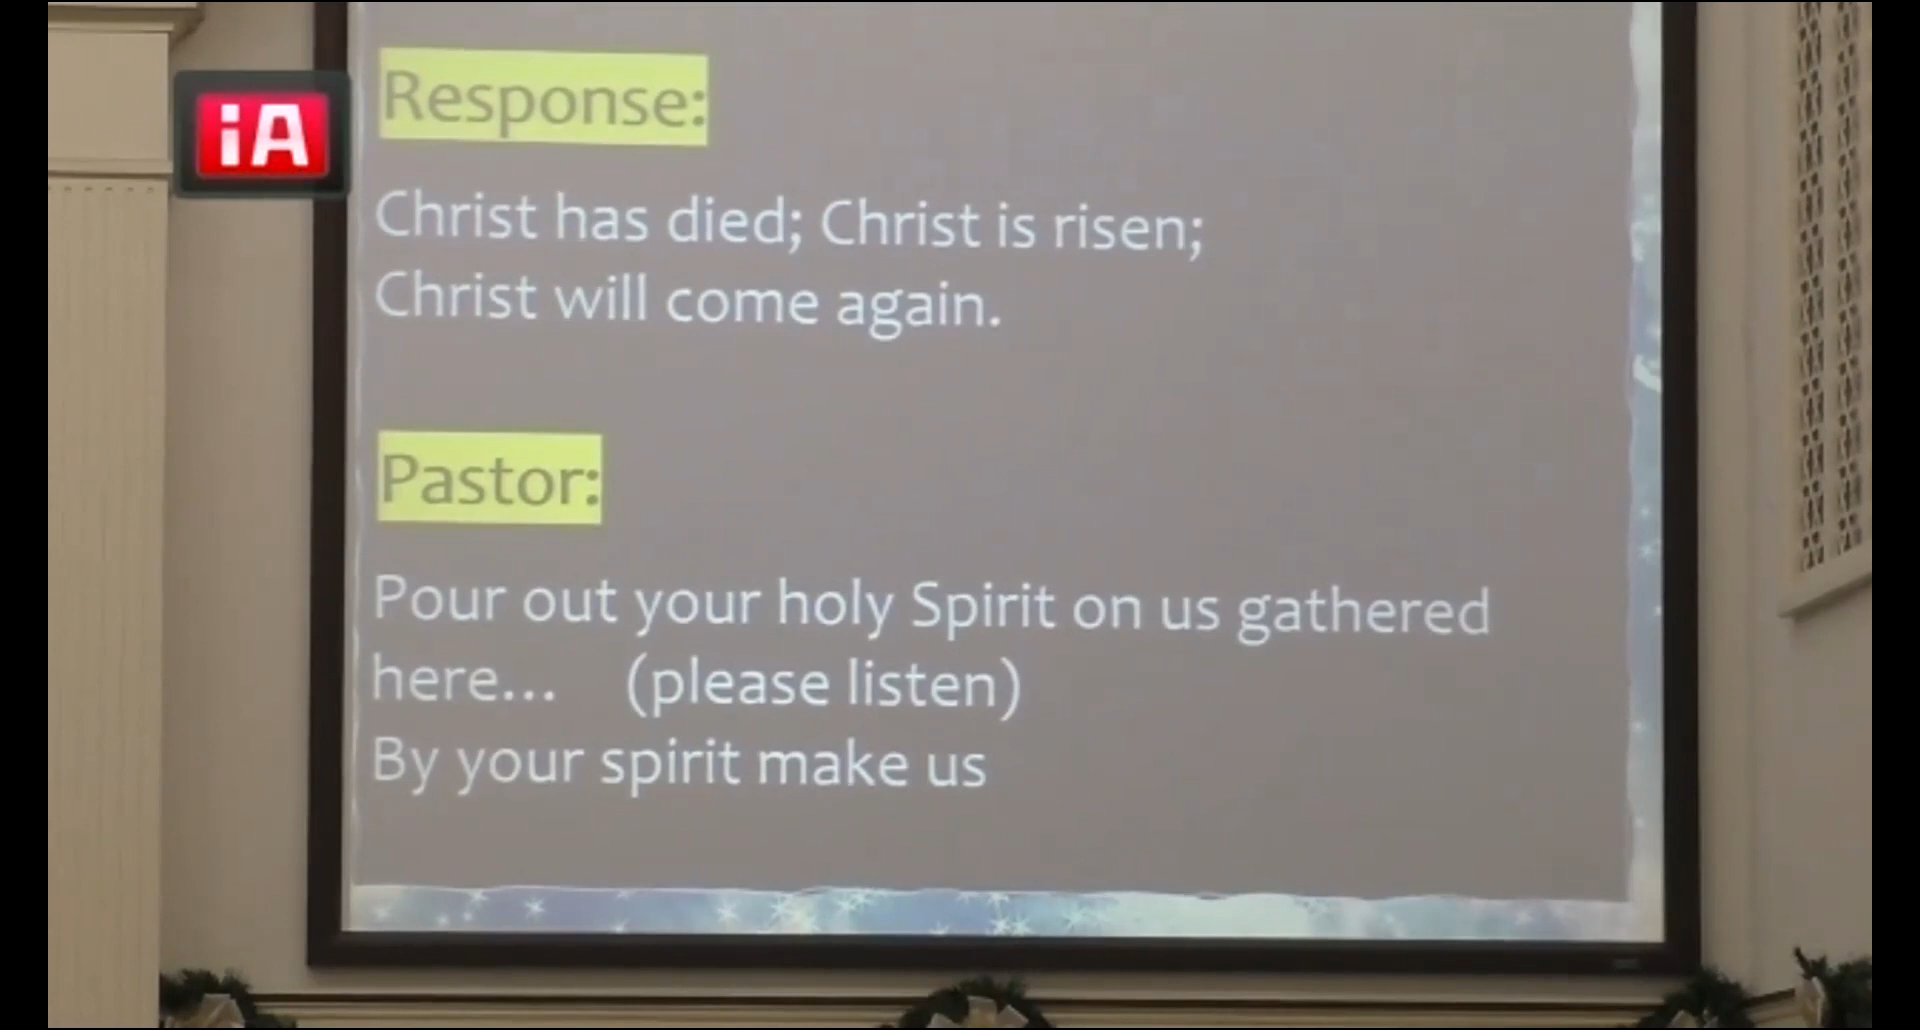 iA
Response:
Christ has died; Christ is risen;
Christ will come again.
Pastor:
Pour out your holy Spirit on us gathered
here... (please listen)
By your spirit make us